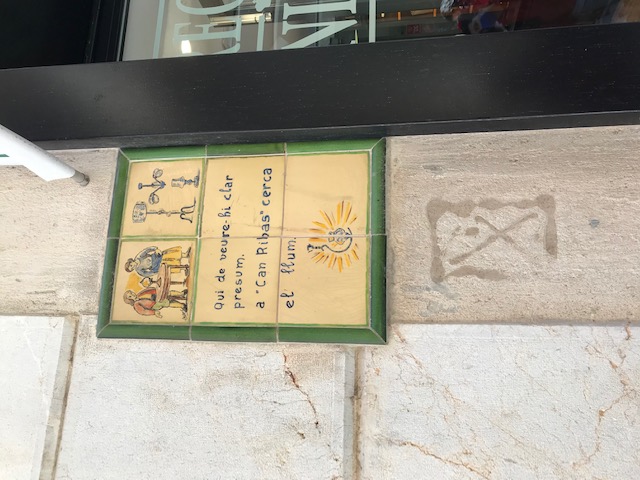 Qui de veure-hi clar
presum.
a "Can Ribas" cerca
el llum.